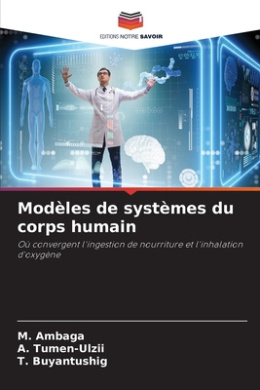 EDITIONS NOTRE SAVOIR
Modèles de systèmes du
corps humain
Où convergent l'ingestion de nourriture et l'inhalation
d'oxygène
M. Ambaga
A. Tumen-Ulzii
T. Buyantushig